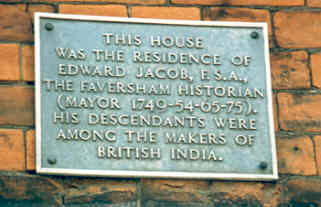 THIS HOUSE
WAS THE RESIDENCE OF
EDWARD JACOB, F.S.A.,
THE FAVERSHAM HISTORIAN
(MAYOR 1740-54-65-75).
HIS DESCENDANTS WERE
AMONG THE MAKERS OF
BRITISH INDIA.